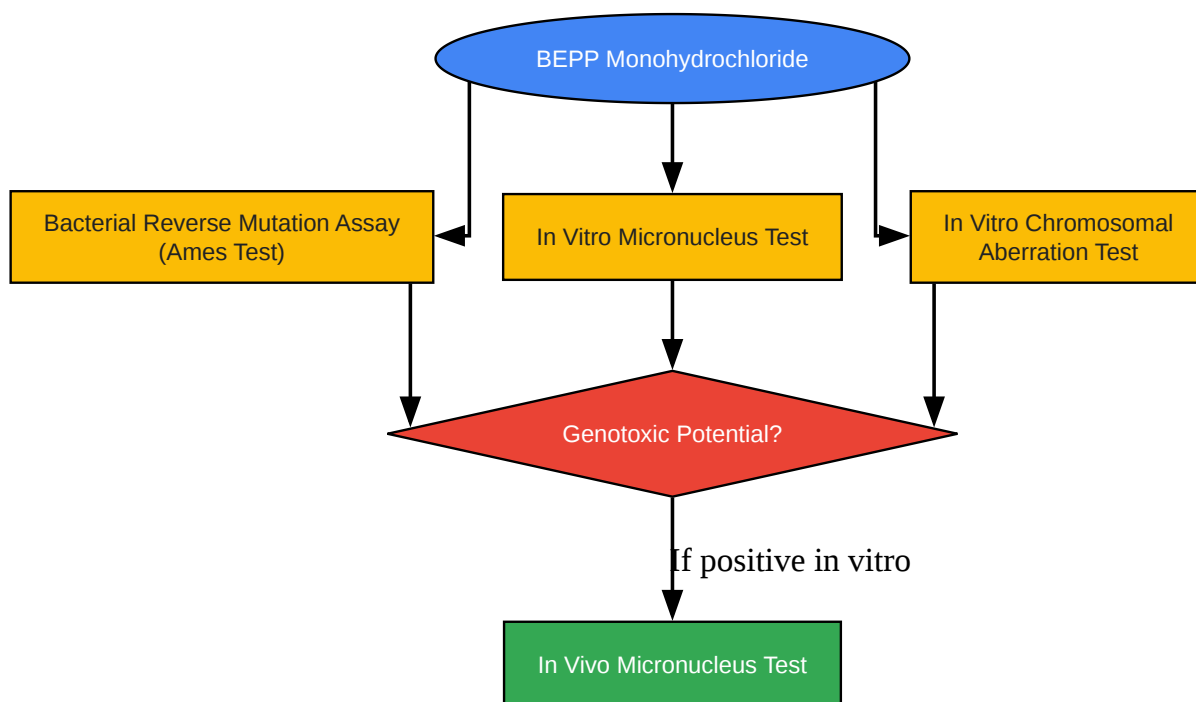 BEPP Monohydrochloride
Bacterial Reverse Mutation Assay
(Ames Test)
In Vitro Micronucleus Test
In Vitro Chromosomal
Aberration Test
Genotoxic Potential?
If positive in vitro
In Vivo Micronucleus Test